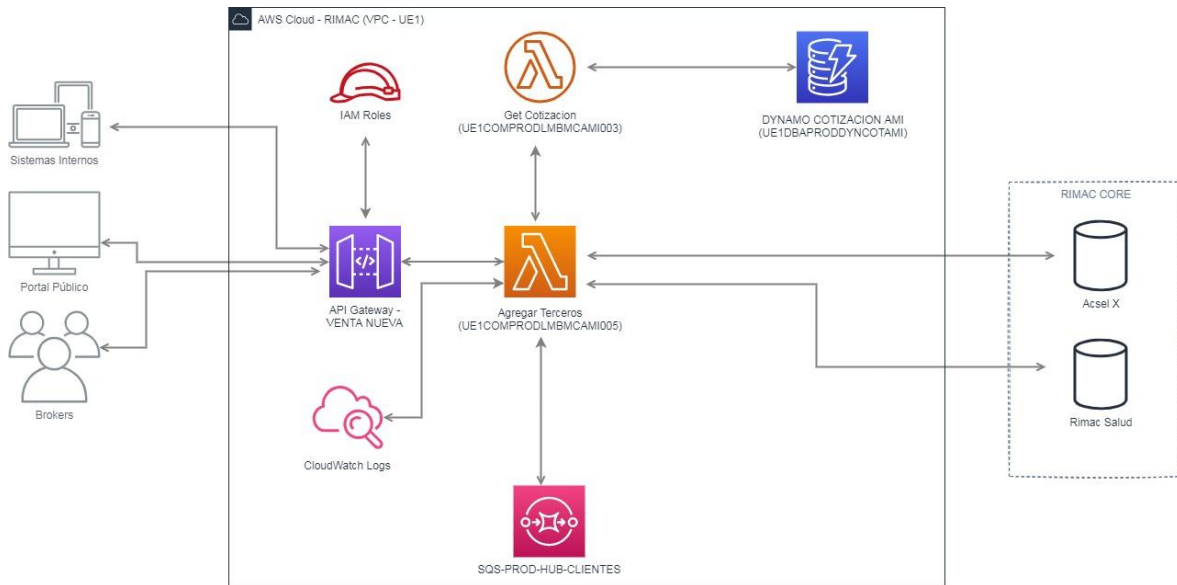 AWS Cloud - RIMAC (VPC - UE1)
IAM Roles
Get Cotizacion
(UE1COMPRODLMBMCAMI003)
DYNAMO COTIZACION AMI
(UE1DBAPRODDYNCOTAMI)
Sistemas Internos
RIMAC CORE
Portal Público
API Gateway -
VENTA NUEVA
Agregar Terceros
(UE1COMPRODLMBMCAMI005)
Acsel X
Brokers
Rimac Salud
CloudWatch Logs
SQS-PROD-HUB-CLIENTES